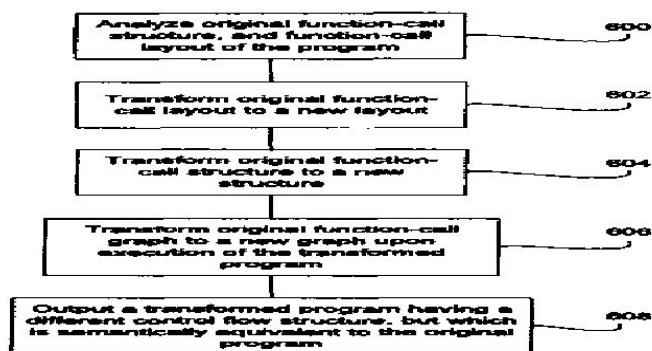 Analyze original function-call
structure, and function-call
layout of the program
600
Transform original function-
call layout to a new layout
602
Transform original function-
call structure to a new
structure
604
Transform original function-call
graph to a new graph upon
execution of the transformed
program
606
Output a transformed program having a
different control flow structure, but which
is semantically equivalent to the original
program
608